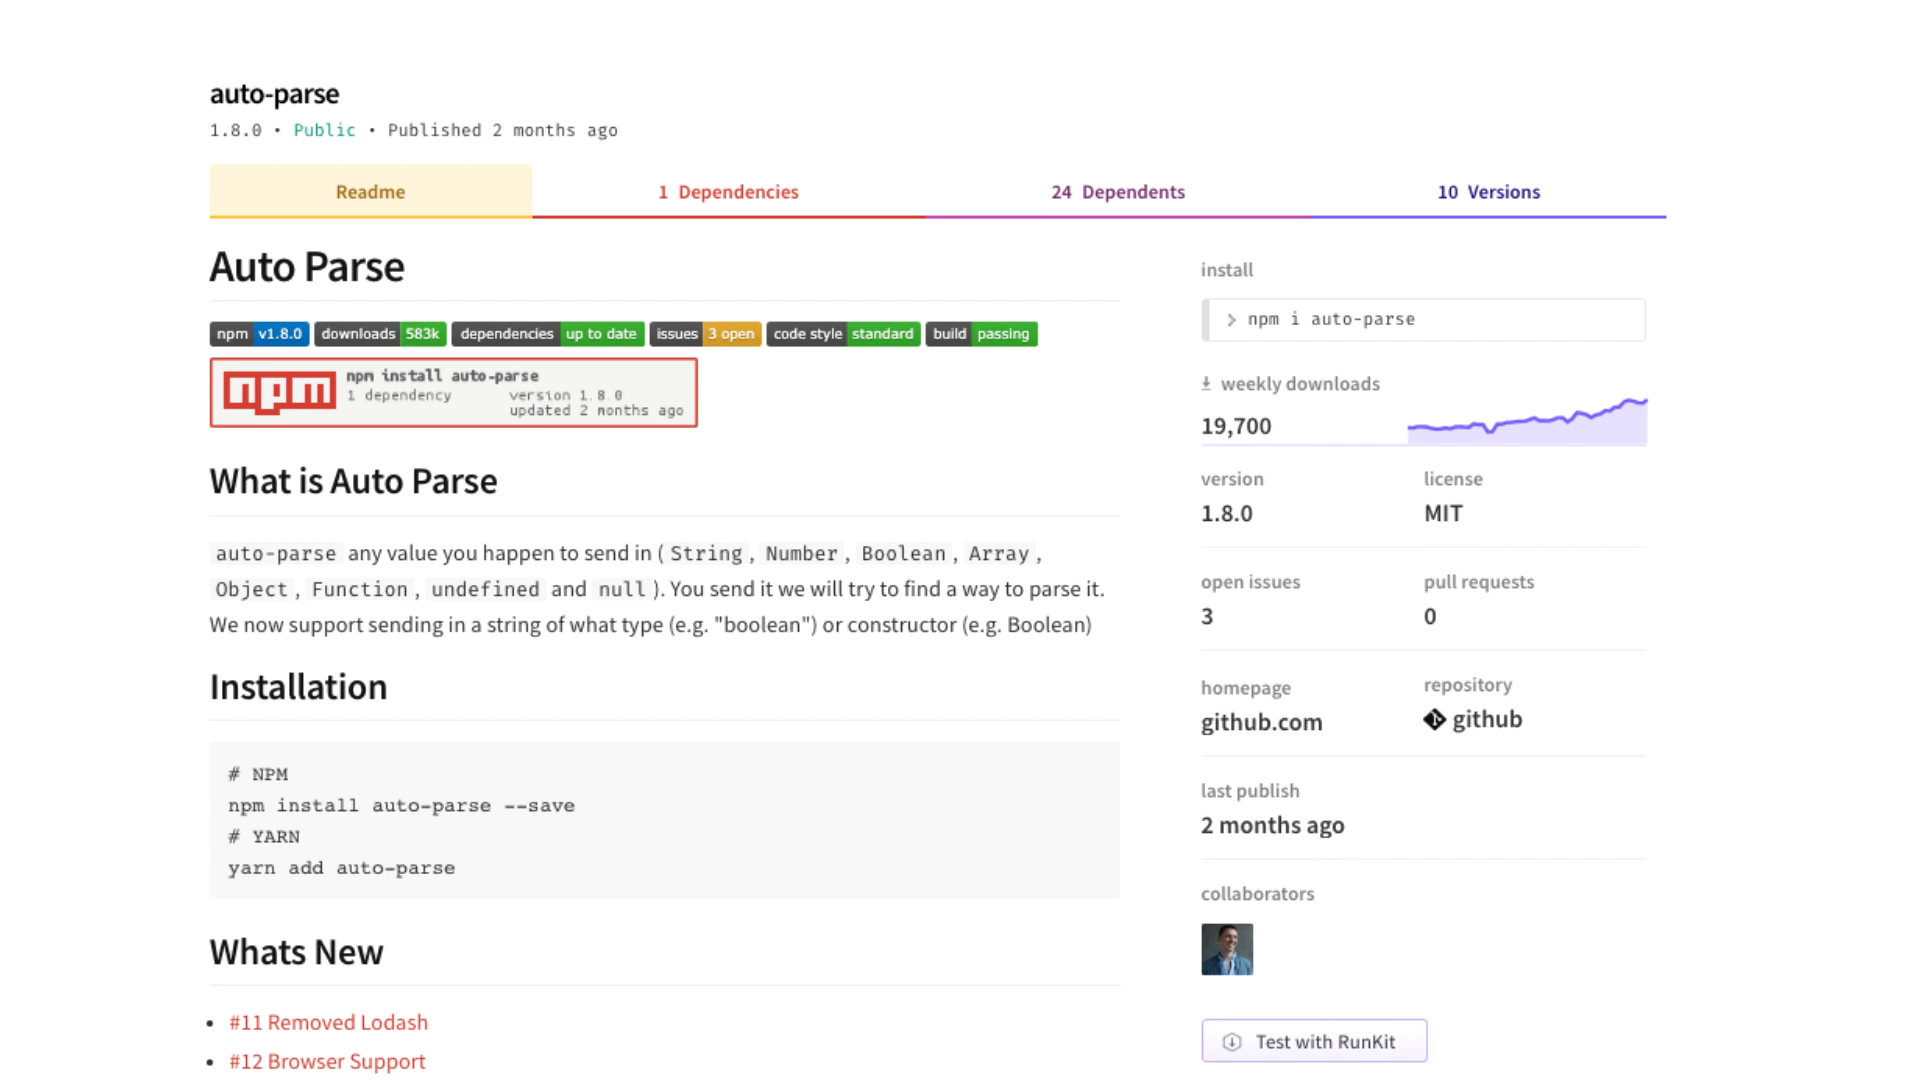 auto-parse
1.8.0 • Public • Published 2 months ago
Readme
1 Dependencies
24 Dependents
10 Versions
Auto Parse
npm v1.8.0 downloads 583k dependencies up to date issues 3 open code style standard build passing
npm npm install auto-parse
1 dependency version 1.8.0
updated 2 months ago
What is Auto Parse
auto-parse any value you happen to send in ( String , Number , Boolean , Array ,
Object , Function , undefined and null ). You send it we will try to find a way to parse it.
We now support sending in a string of what type (e.g. "boolean") or constructor (e.g. Boolean)
Installation
# NPM
npm install auto-parse --save
# YARN
yarn add auto-parse
Whats New
• #11 Removed Lodash
• #12 Browser Support
install
> npm i auto-parse
weekly downloads
19,700
version
1.8.0
license
MIT
open issues
3
pull requests
0
homepage
github.com
repository
github
last publish
2 months ago
collaborators
Test with RunKit